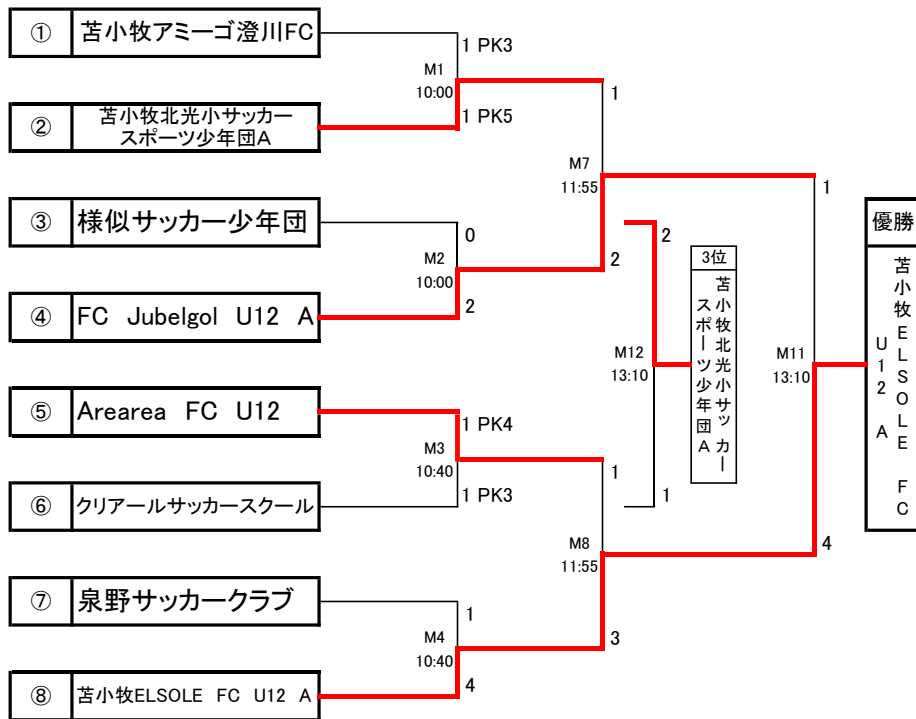 ① 苫小牧アミーゴ澄川FC
1 PK3
M1
10:00
1
② 苫小牧北光小サッカー
スポーツ少年団A
1 PK5
M7
11:55
1
③ 様似サッカー少年団
0
2
M2
10:00
2
④ FC Jubelgol U12 A
2
3位
苫小牧北光小サッカー
スポーツ少年団A
優勝
苫小牧ELSOLE FC
U12 A
M12
13:10
M11
13:10
⑤ Arearea FC U12
1 PK4
M3
10:40
1
⑥ クリアールサッカースクール
1 PK3
1
M8
11:55
4
⑦ 泉野サッカークラブ
1
M4
10:40
3
⑧ 苫小牧ELSOLE FC U12 A
4